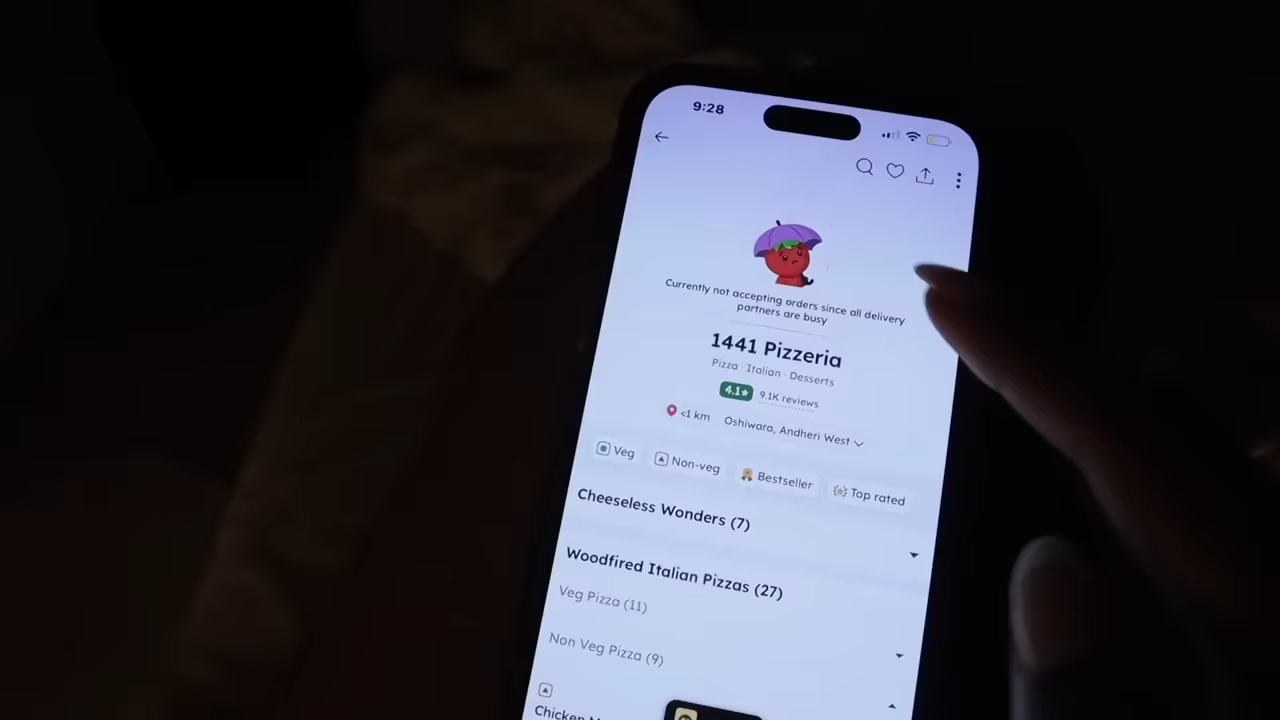 9:28
Currently not accepting orders since all delivery
partners are busy
1441 Pizzeria
Pizza · Italian · Desserts
4.1★ 9.1K reviews
<1 km Oshiwara, Andheri West
Veg Non-veg Bestseller Top rated
Cheeseless Wonders (7)
Woodfired Italian Pizzas (27)
Veg Pizza (11)
Non Veg Pizza (9)
Chicken